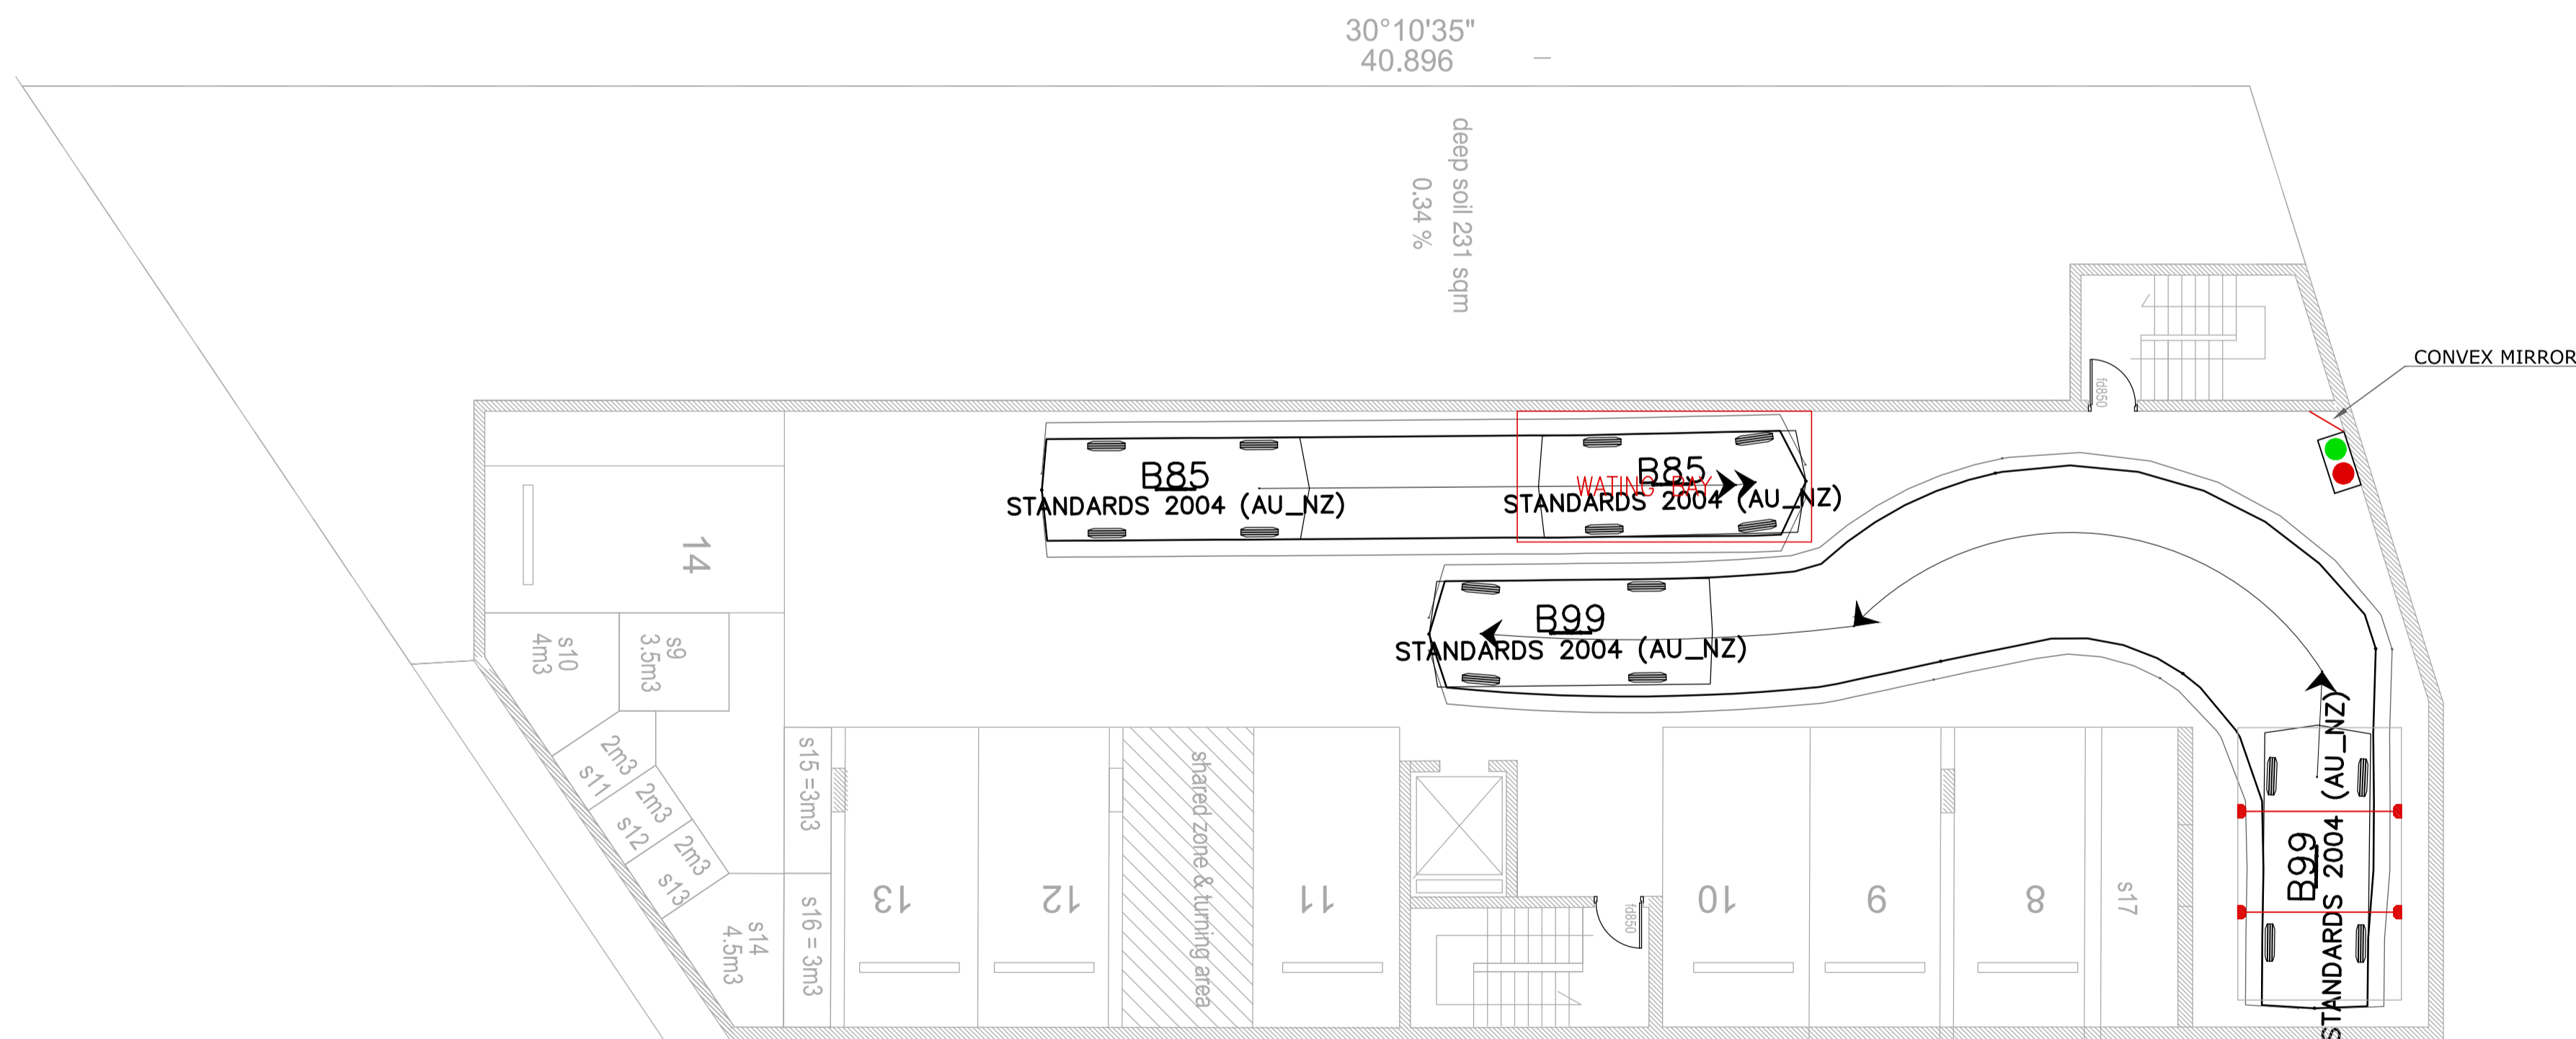 30°10'35"
40.896
deep soil 231 sqm
0.34 %
CONVEX MIRROR
fd850
B85
STANDARDS 2004 (AU_NZ)
B85
WATING BAY
STANDARDS 2004 (AU_NZ)
B99
STANDARDS 2004 (AU_NZ)
14
s10
4m3
s9
3.5m3
2m3
s11
2m3
s12
2m3
s13
s14
4.5m3
s15 =3m3
s16 = 3m3
13
12
shared zone & turning area
11
fd850
10
9
8
s17
B99
STANDARDS 2004 (AU_NZ)